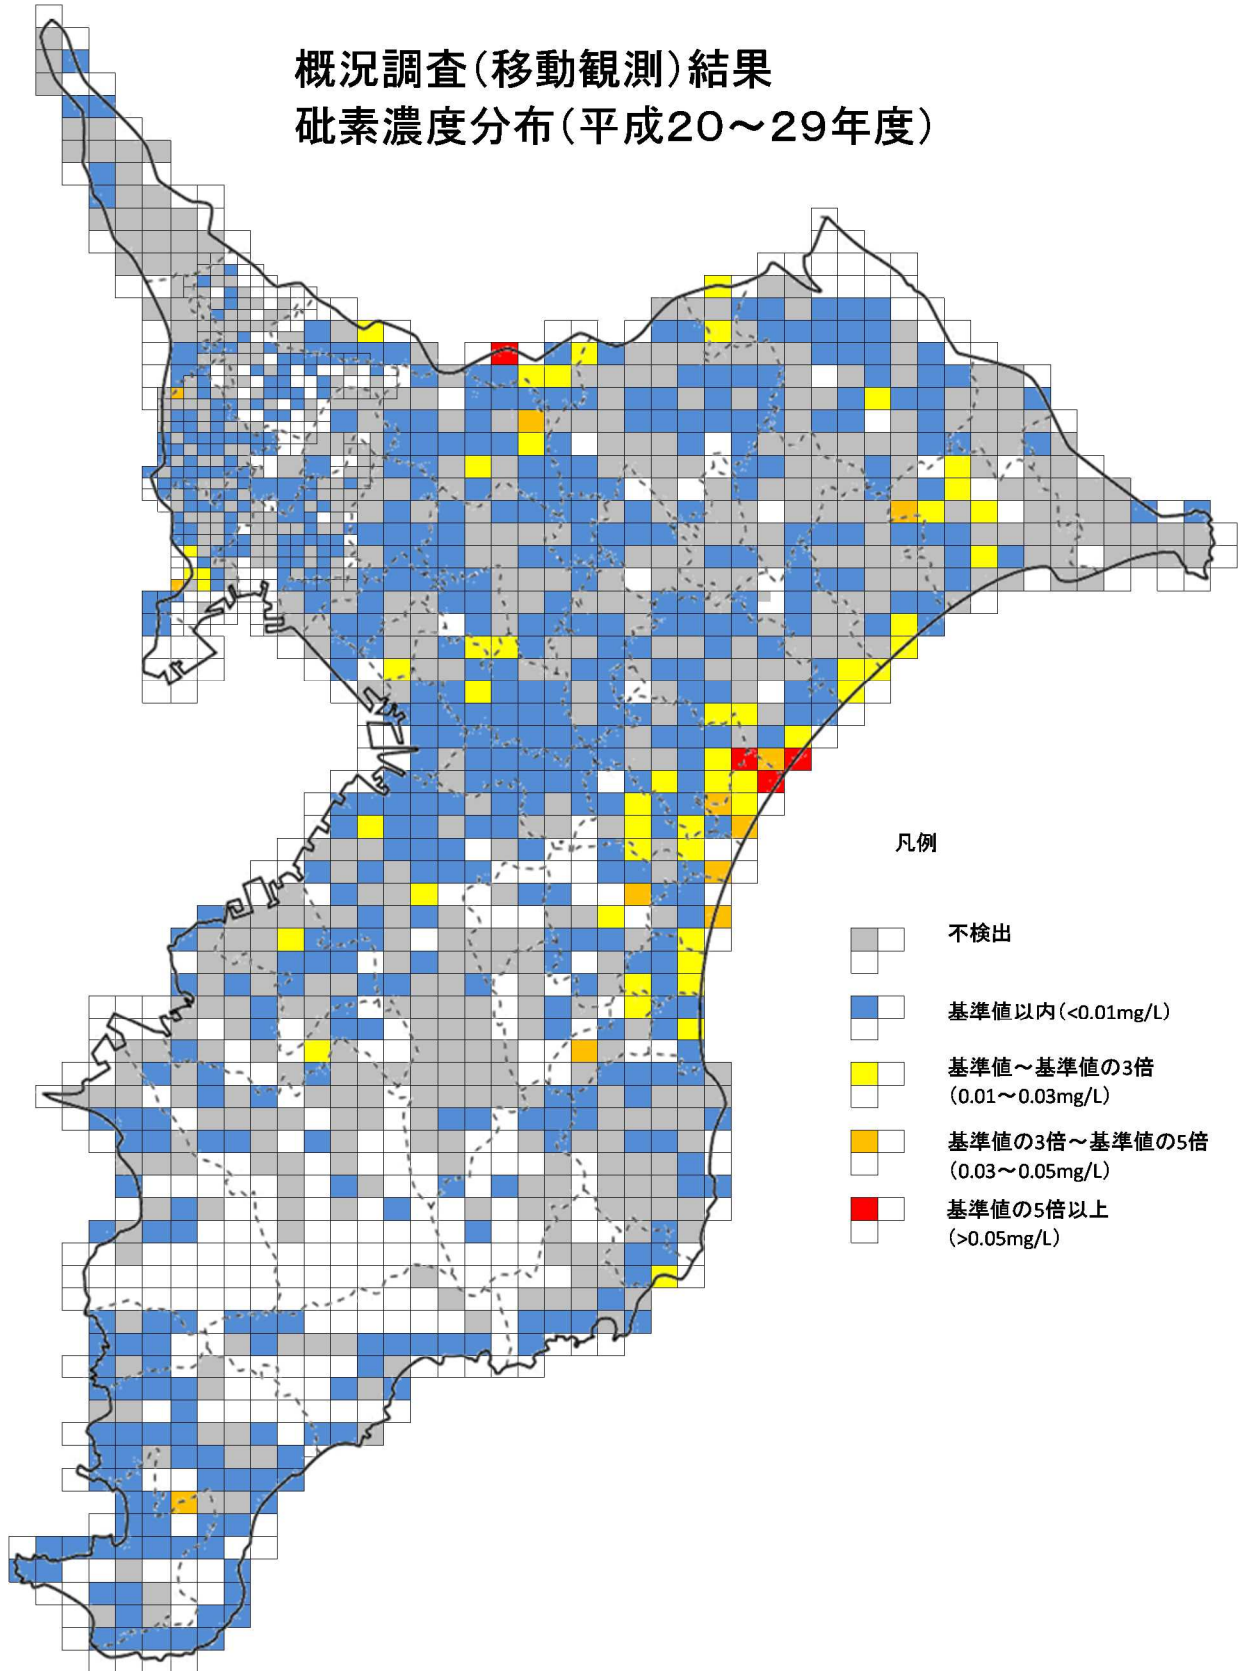 概況調査(移動観測)結果
砒素濃度分布(平成20～29年度)
凡例
不検出
基準値以内(<0.01mg/L)
基準値～基準値の3倍
(0.01～0.03mg/L)
基準値の3倍～基準値の5倍
(0.03～0.05mg/L)
基準値の5倍以上
(>0.05mg/L)